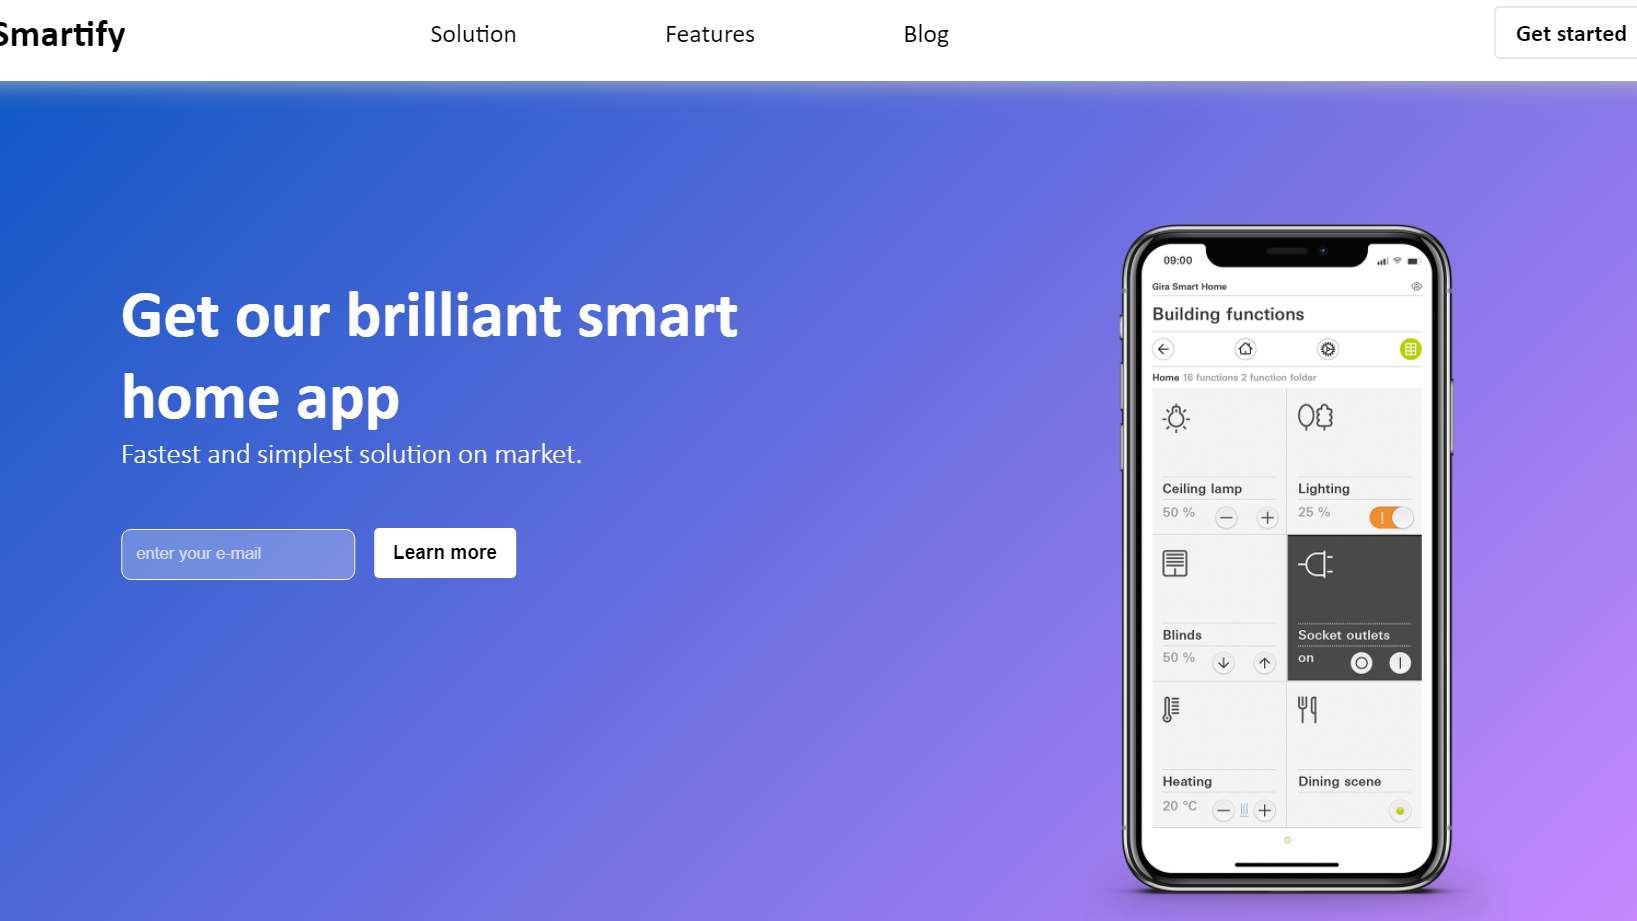 Smartify
Solution
Features
Blog
Get started
Get our brilliant smart
home app
Fastest and simplest solution on market.
enter your e-mail
Learn more
09:00
Gira Smart Home
Building functions
Home 16 functions 2 function folder
Ceiling lamp
50 %
Lighting
25 %
Blinds
50 %
Socket outlets
on
Heating
20 °C
Dining scene